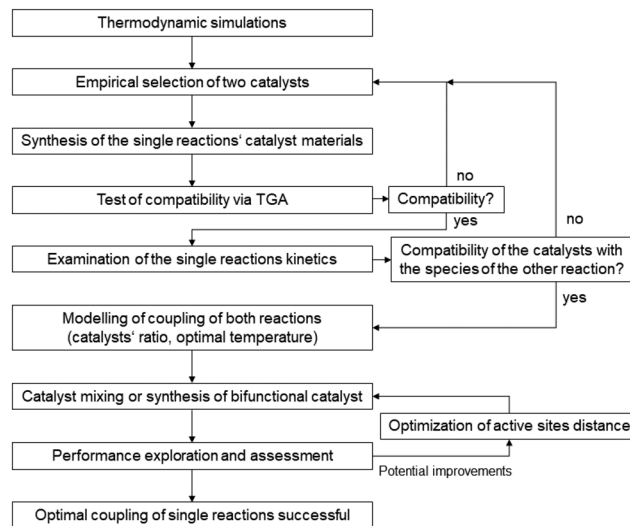 Thermodynamic simulations
Empirical selection of two catalysts
Synthesis of the single reactions‘ catalyst materials
no
Test of compatibility via TGA
Compatibility?
yes
no
Examination of the single reactions kinetics
Compatibility of the catalysts with
the species of the other reaction?
yes
Modelling of coupling of both reactions
(catalysts‘ ratio, optimal temperature)
Catalyst mixing or synthesis of bifunctional catalyst
Optimization of active sites distance
Performance exploration and assessment
Potential improvements
Optimal coupling of single reactions successful